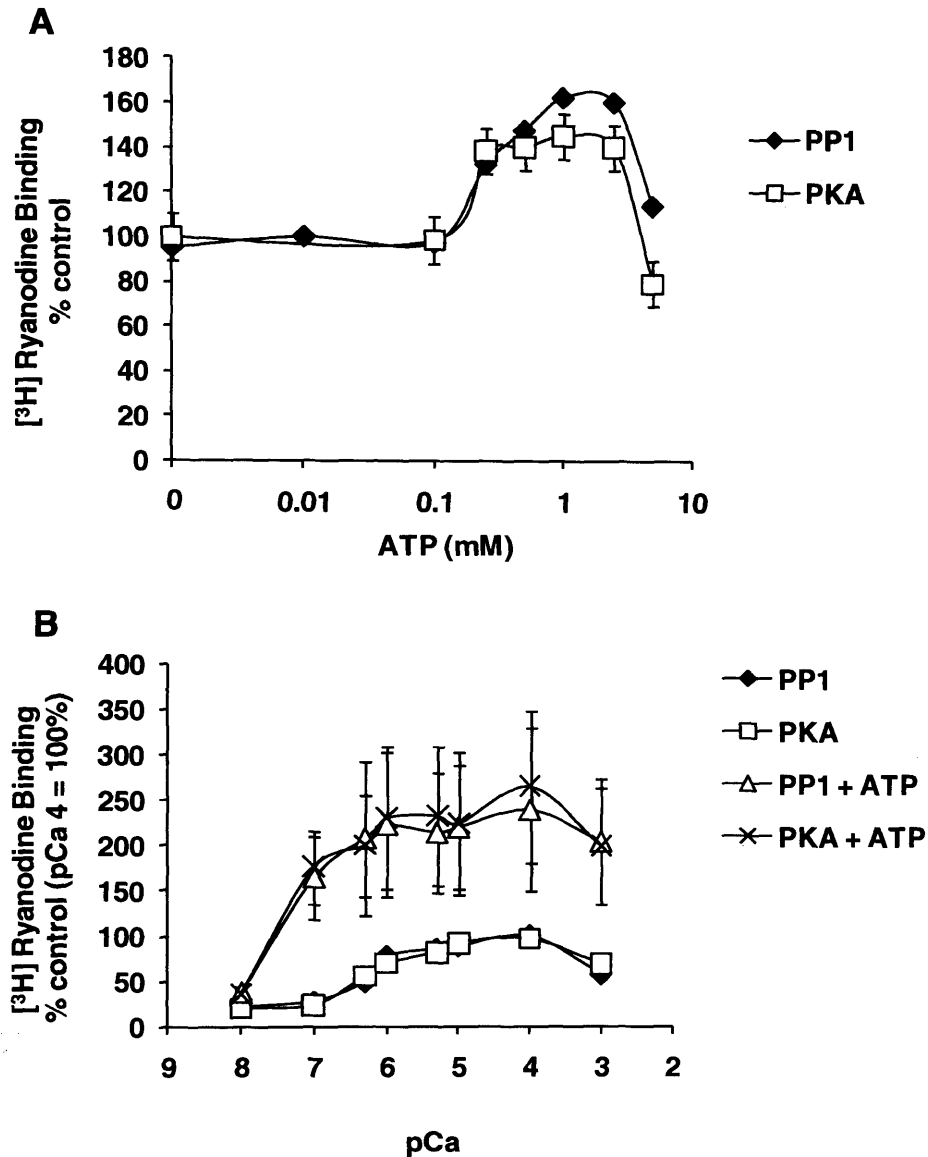 A
[³H] Ryanodine Binding
% control
180
160
140
120
100
80
60
40
20
0
0 0.01 0.1 1 10
ATP (mM)
PP1
PKA
B
[³H] Ryanodine Binding
% control (pCa 4 = 100%)
400
350
300
250
200
150
100
50
0
9 8 7 6 5 4 3 2
pCa
PP1
PKA
PP1 + ATP
PKA + ATP